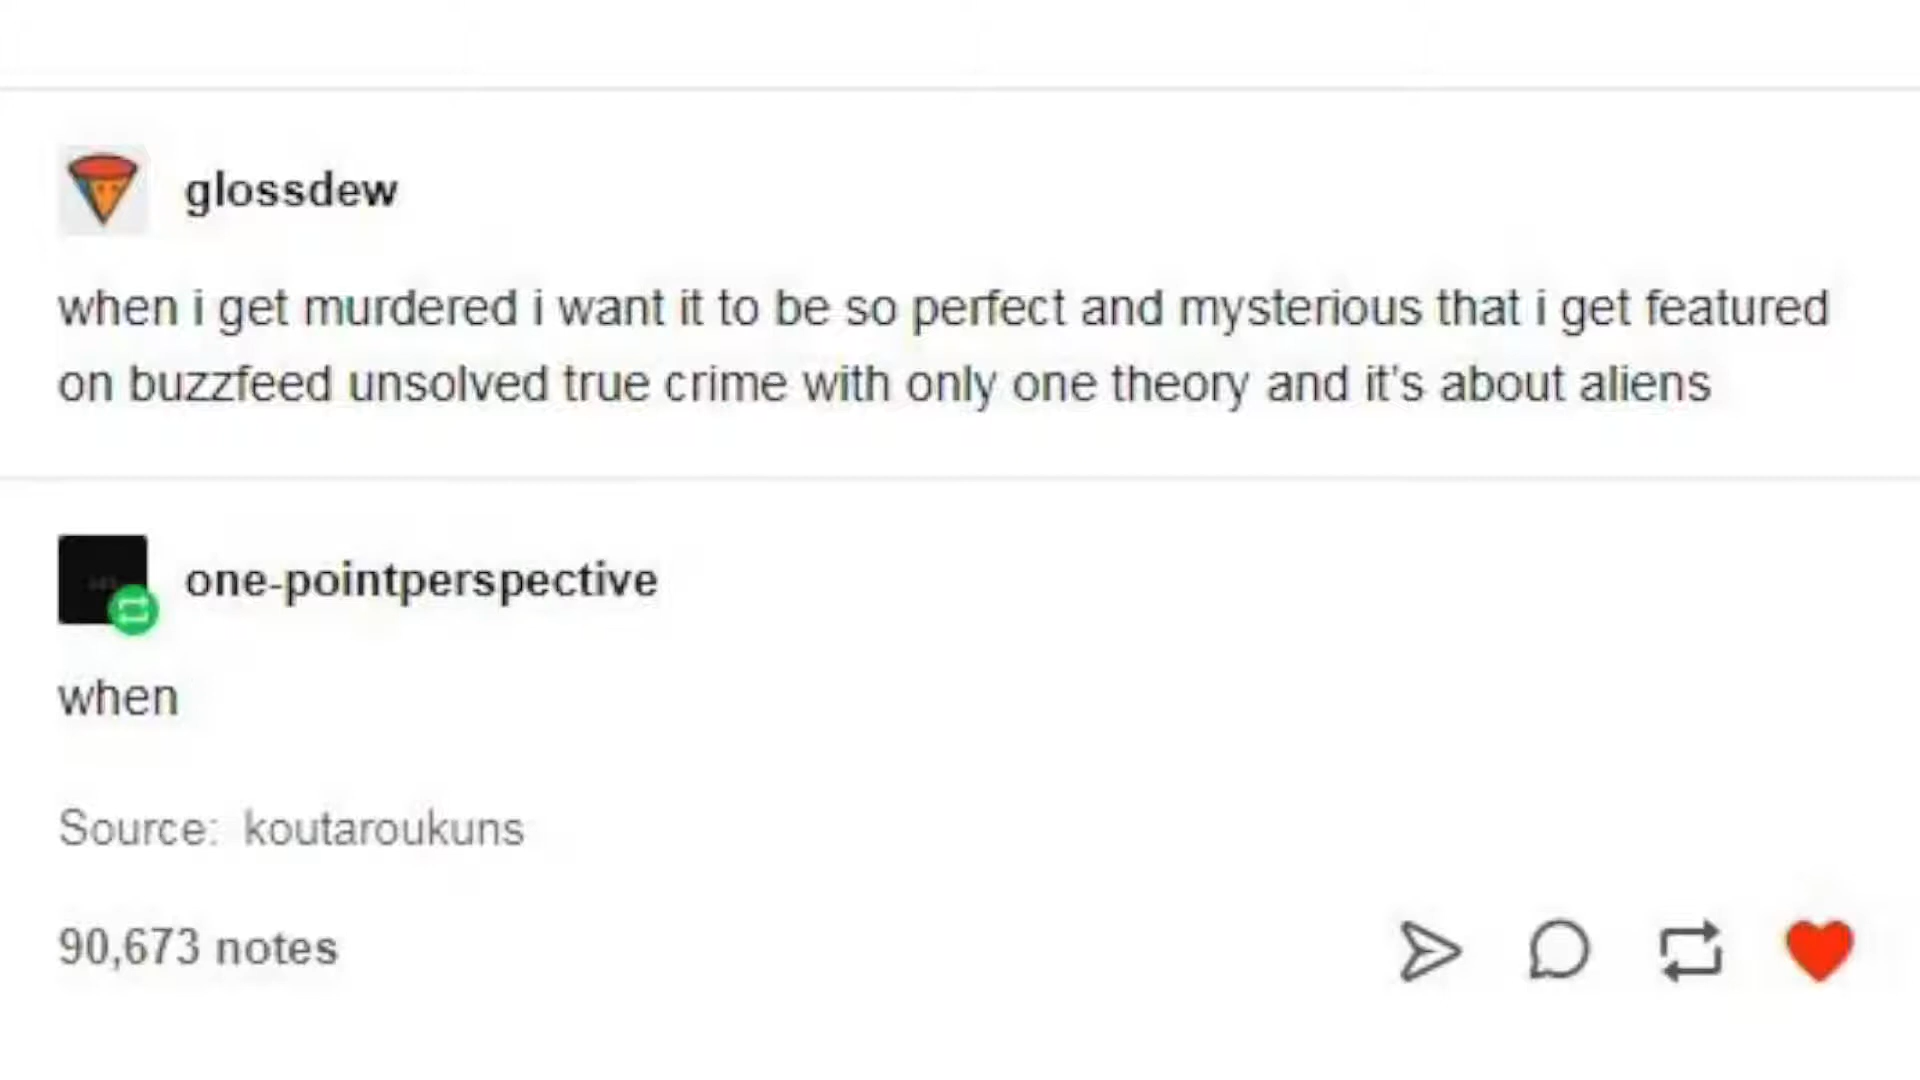 glossdew
when i get murdered i want it to be so perfect and mysterious that i get featured
on buzzfeed unsolved true crime with only one theory and it's about aliens
one-pointperspective
when
Source: koutaroukuns
90,673 notes